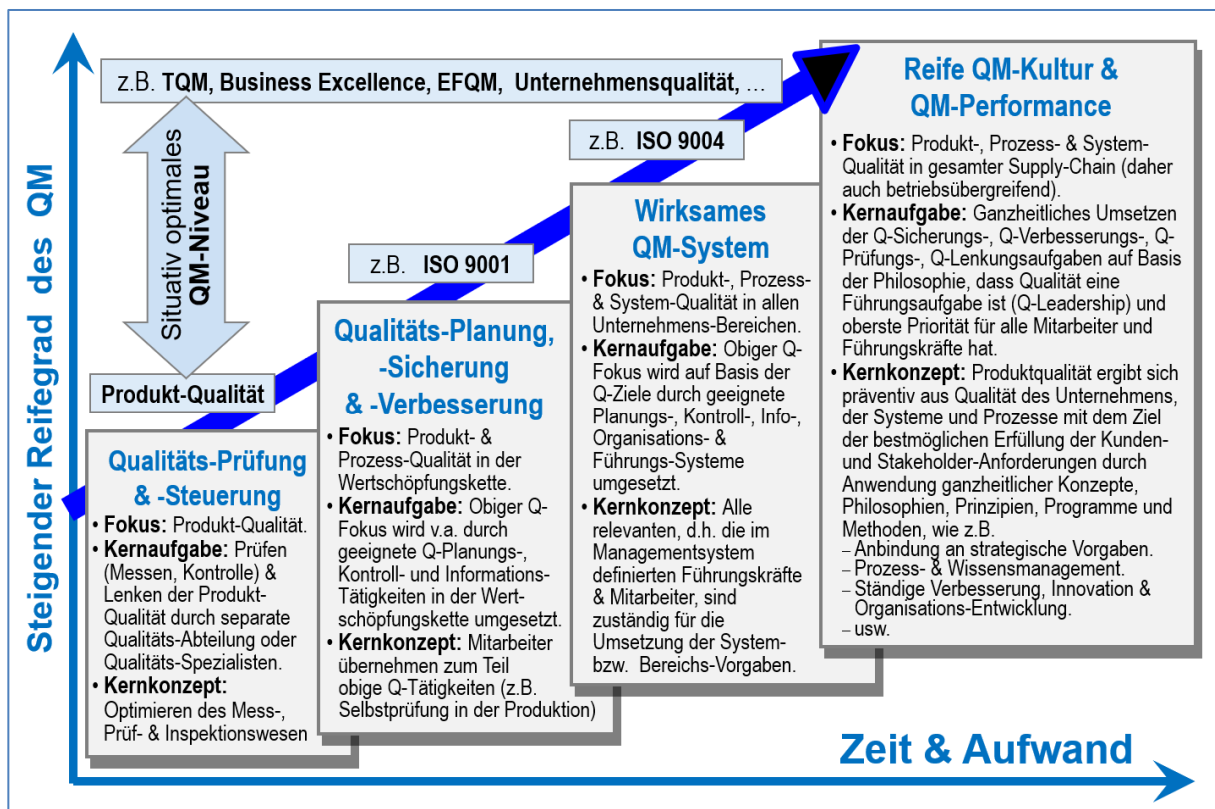 Steigender Reifegrad des QM
z.B. TQM, Business Excellence, EFQM, Unternehmensqualität, ...
Situativ optimales
QM-Niveau
Produkt-Qualität
Qualitäts-Prüfung
& -Steuerung
• Fokus: Produkt-Qualität.
• Kernaufgabe: Prüfen
(Messen, Kontrolle) &
Lenken der Produkt-
Qualität durch separate
Qualitäts-Abteilung oder
Qualitäts-Spezialisten.
• Kernkonzept:
Optimieren des Mess-,
Prüf- & Inspektionswesen
z.B. ISO 9001
Qualitäts-Planung,
-Sicherung
& -Verbesserung
• Fokus: Produkt- &
Prozess-Qualität in der
Wertschöpfungskette.
• Kernaufgabe: Obiger Q-
Fokus wird v.a. durch
geeignete Q-Planungs-,
Kontroll- und Informations-
Tätigkeiten in der Wert-
schöpfungskette umgesetzt.
• Kernkonzept: Mitarbeiter
übernehmen zum Teil
obige Q-Tätigkeiten (z.B.
Selbstprüfung in der Produktion)
z.B. ISO 9004
Wirksames
QM-System
• Fokus: Produkt-, Prozess-
& System-Qualität in allen
Unternehmens-Bereichen.
• Kernaufgabe: Obiger Q-
Fokus wird auf Basis der
Q-Ziele durch geeignete
Planungs-, Kontroll-, Info-,
Organisations- &
Führungs-Systeme
umgesetzt.
• Kernkonzept: Alle
relevanten, d.h. die im
Managementsystem
definierten Führungskräfte
& Mitarbeiter, sind
zuständig für die
Umsetzung der System-
bzw. Bereichs-Vorgaben.
Reife QM-Kultur &
QM-Performance
• Fokus: Produkt-, Prozess- & System-
Qualität in gesamter Supply-Chain (daher
auch betriebsübergreifend).
• Kernaufgabe: Ganzheitliches Umsetzen
der Q-Sicherungs-, Q-Verbesserungs-, Q-
Prüfungs-, Q-Lenkungsaufgaben auf Basis
der Philosophie, dass Qualität eine
Führungsaufgabe ist (Q-Leadership) und
oberste Priorität für alle Mitarbeiter und
Führungskräfte hat.
• Kernkonzept: Produktqualität ergibt sich
präventiv aus Qualität des Unternehmens,
der Systeme und Prozesse mit dem Ziel
der bestmöglichen Erfüllung der Kunden-
und Stakeholder-Anforderungen durch
Anwendung ganzheitlicher Konzepte,
Philosophien, Prinzipien, Programme und
Methoden, wie z.B.
– Anbindung an strategische Vorgaben.
– Prozess- & Wissensmanagement.
– Ständige Verbesserung, Innovation &
Organisations-Entwicklung.
– usw.
Zeit & Aufwand